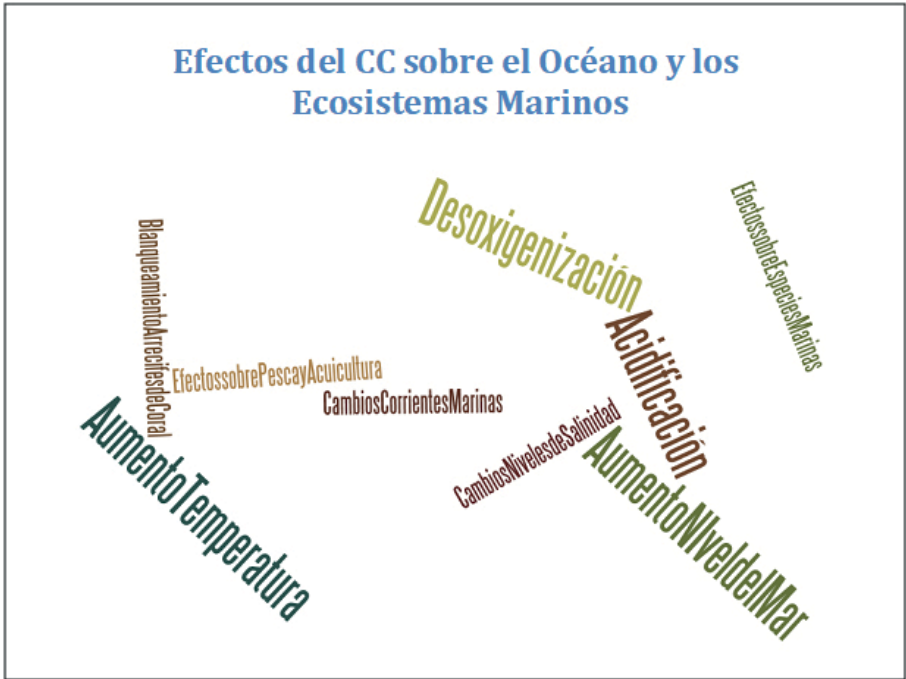 Efectos del CC sobre el Océano y los
Ecosistemas Marinos
Desoxigenización
EfectossobreEspeciesMarinas
BlanqueamientoArrecifesdeCoral
Acidificación
EfectossobrePescayAcuicultura
CambiosCorrientesMarinas
CambiosNivelesdeSalinidad
AumentoTemperatura
AumentoNIveldelMar